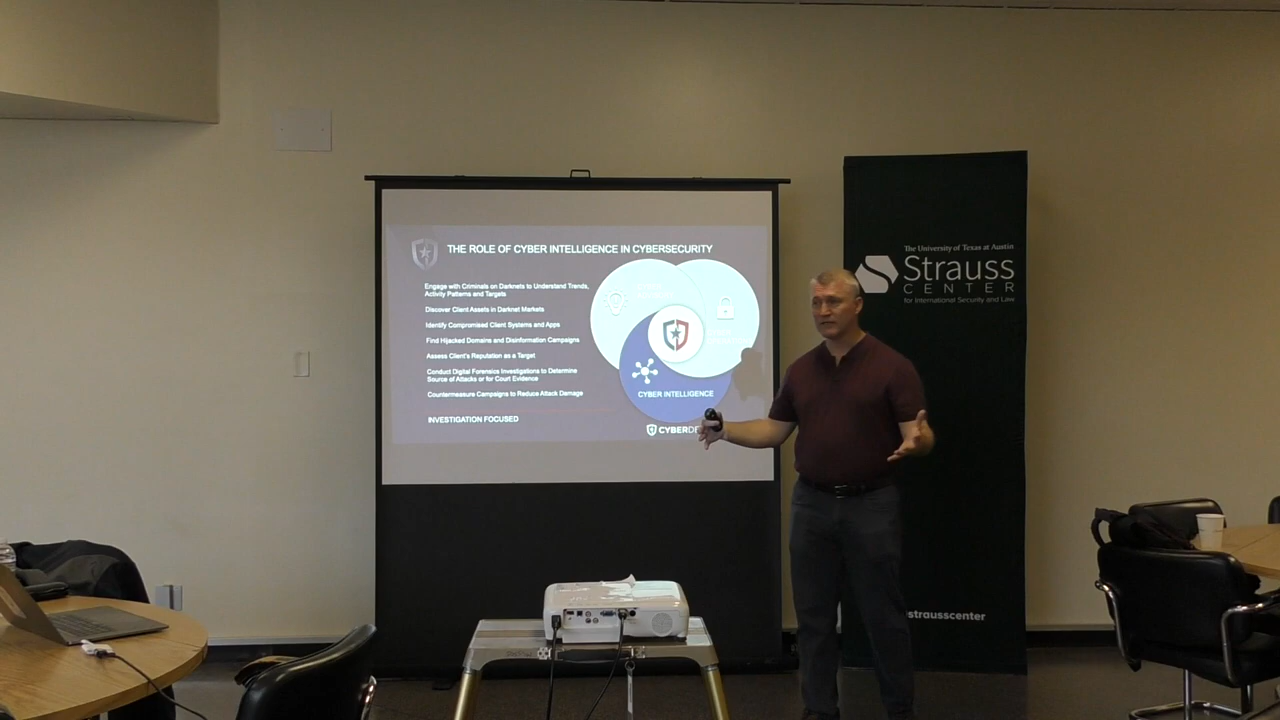 THE ROLE OF CYBER INTELLIGENCE IN CYBERSECURITY
Engage with Criminals on Darknets to Understand Trends,
Activity Patterns and Targets
Discover Client Assets in Darknet Markets
Identify Compromised Client Systems and Apps
Find Hijacked Domains and Disinformation Campaigns
Assess Client's Reputation as a Target
Conduct Digital Forensics Investigations to Determine
Source of Attacks or for Court Evidence
Countermeasure Campaigns to Reduce Attack Damage
INVESTIGATION FOCUSED
CYBER INTELLIGENCE
CYBERDE
The University of Texas at Austin
Strauss
CENTER
for International Security and Law
strausscenter